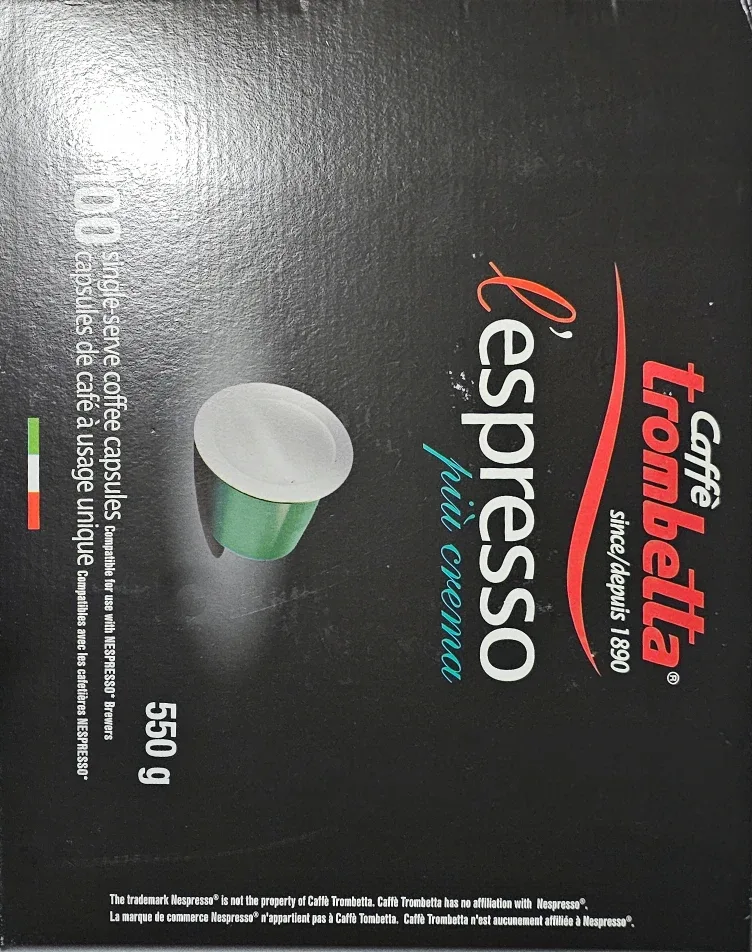 Caffè
trombetta®
since/depuis 1890
l'espresso
più crema
550 g
100 single-serve coffee capsules Compatible for use with NESPRESSO® Brewers
capsules de café à usage unique Compatibles avec les cafetières NESPRESSO®
The trademark Nespresso® is not the property of Caffè Trombetta. Caffè Trombetta has no affiliation with Nespresso®.
La marque de commerce Nespresso® n'appartient pas à Caffè Tombetta. Caffè Trombetta n'est aucunement affiliée à Nespresso®.